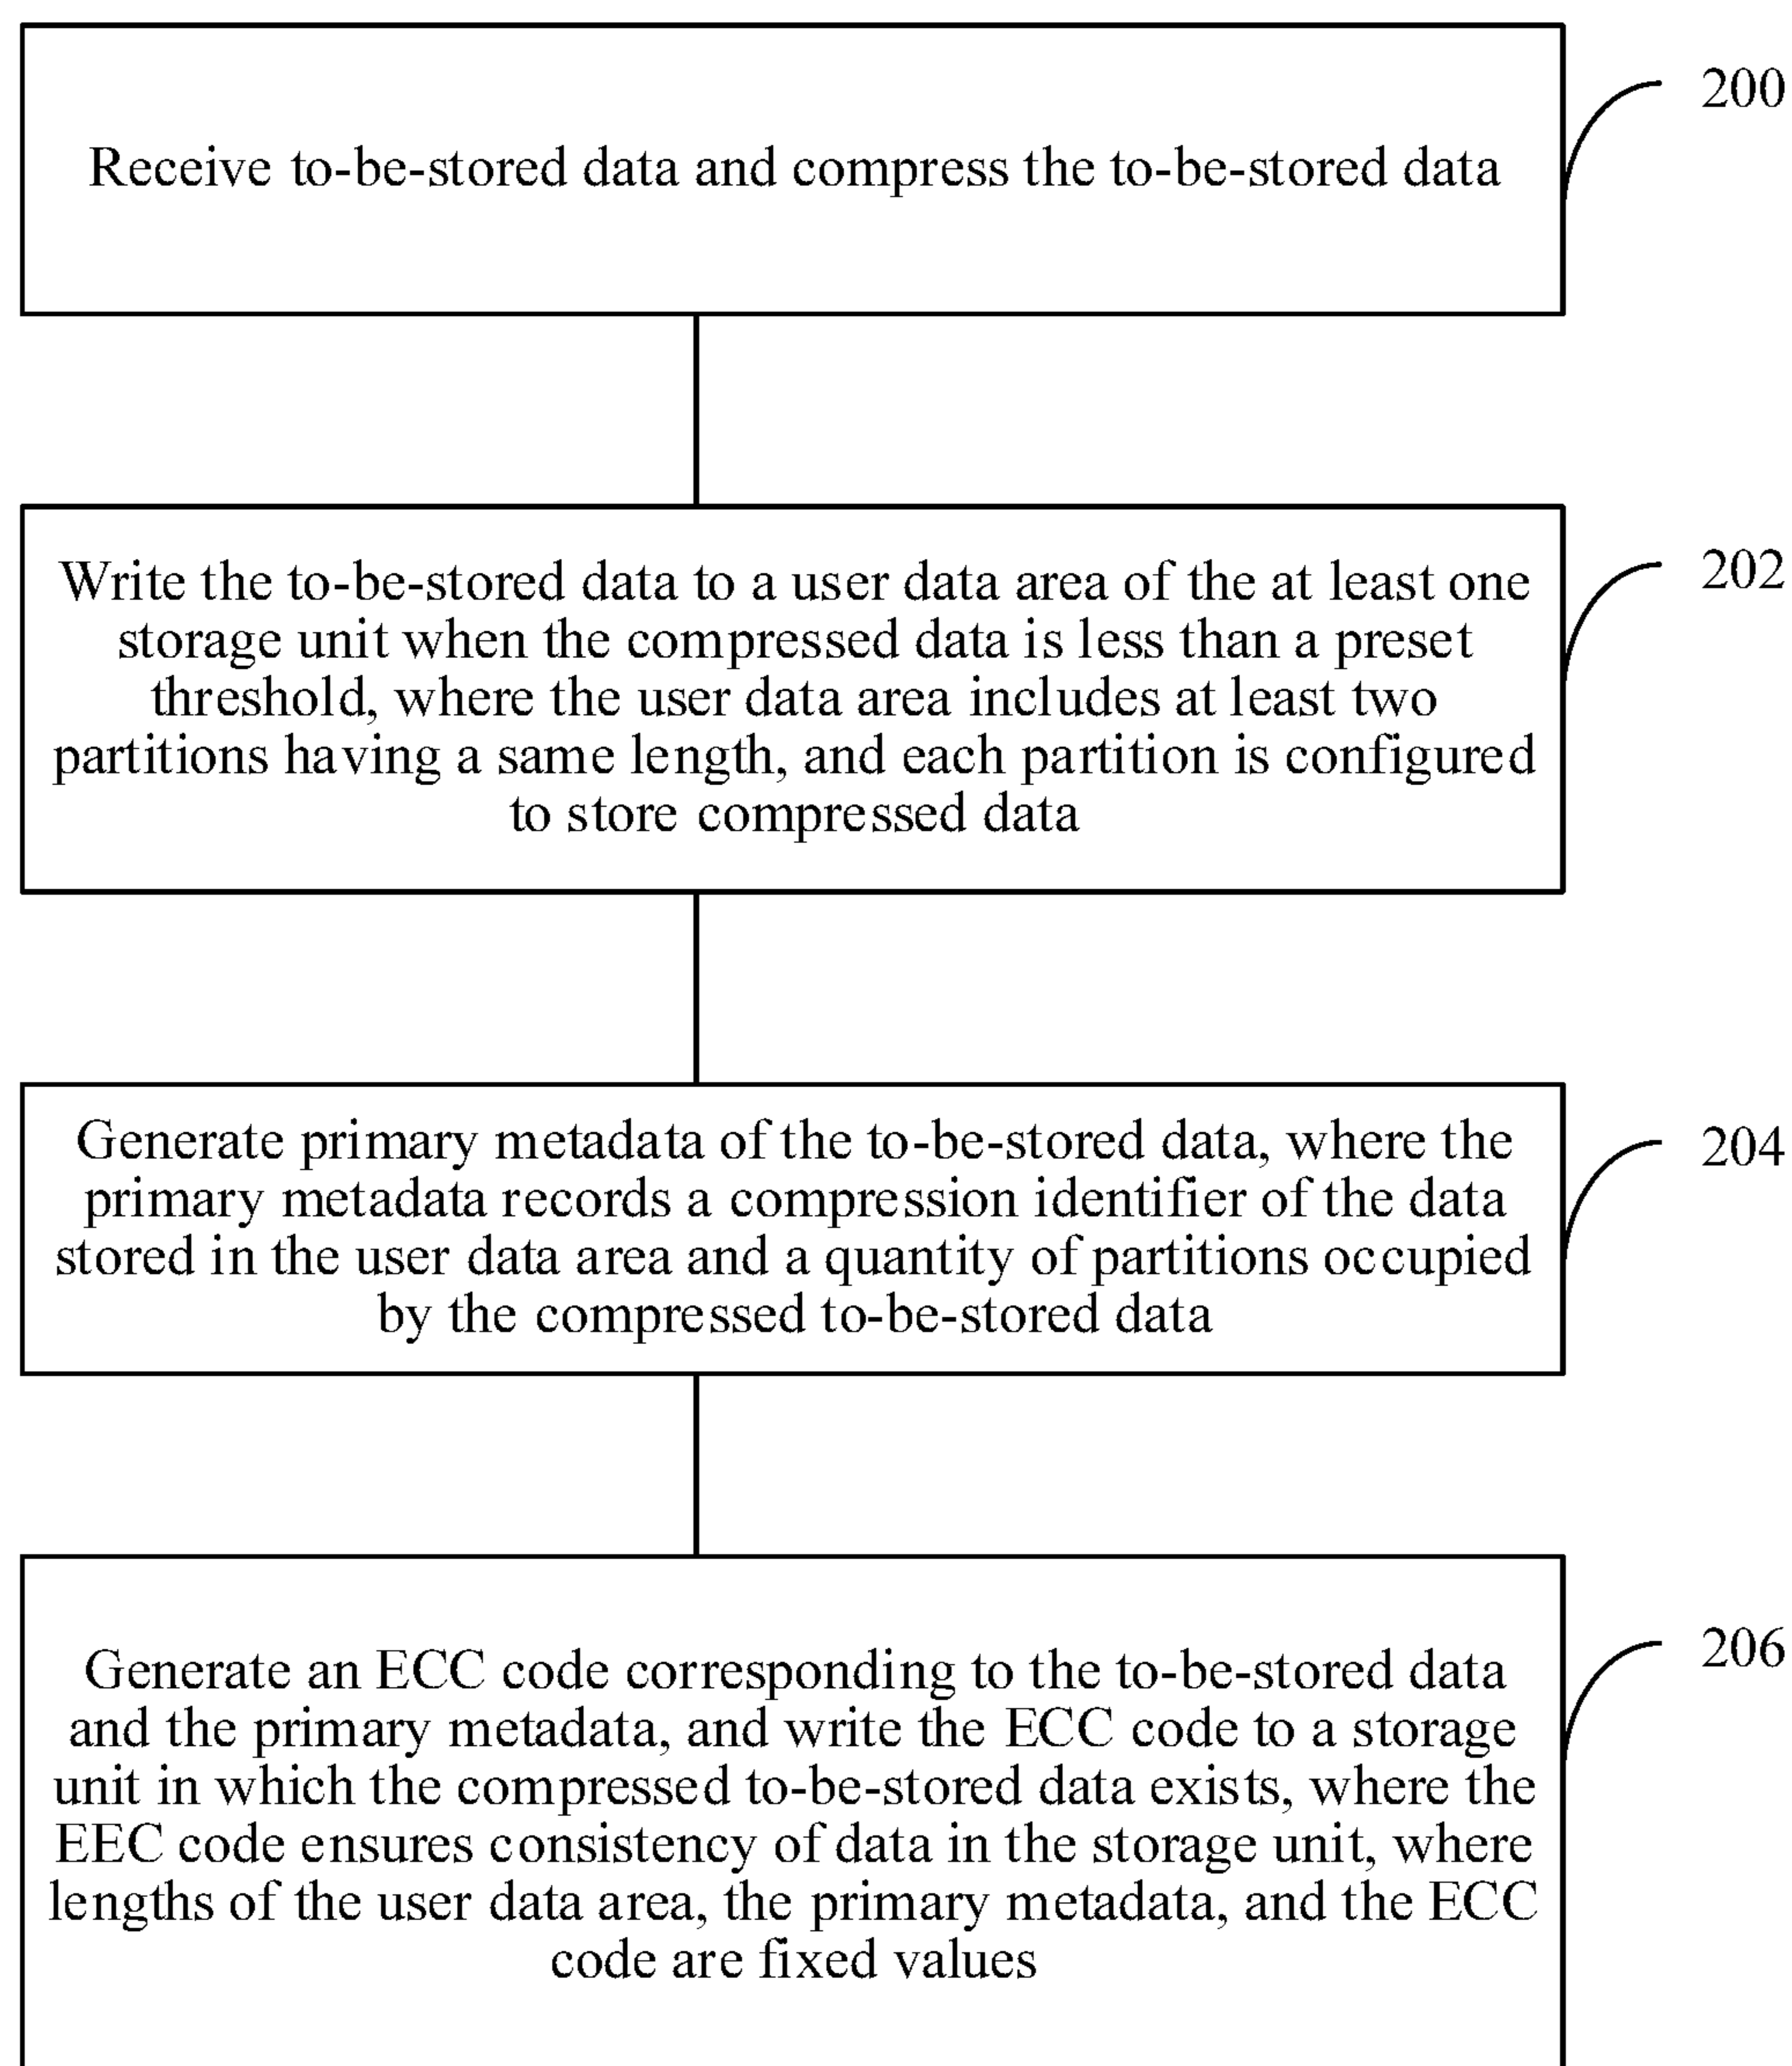 200
Receive to-be-stored data and compress the to-be-stored data
202
Write the to-be-stored data to a user data area of the at least one
storage unit when the compressed data is less than a preset
threshold, where the user data area includes at least two
partitions having a same length, and each partition is configured
to store compressed data
204
Generate primary metadata of the to-be-stored data, where the
primary metadata records a compression identifier of the data
stored in the user data area and a quantity of partitions occupied
by the compressed to-be-stored data
206
Generate an ECC code corresponding to the to-be-stored data
and the primary metadata, and write the ECC code to a storage
unit in which the compressed to-be-stored data exists, where the
EEC code ensures consistency of data in the storage unit, where
lengths of the user data area, the primary metadata, and the ECC
code are fixed values